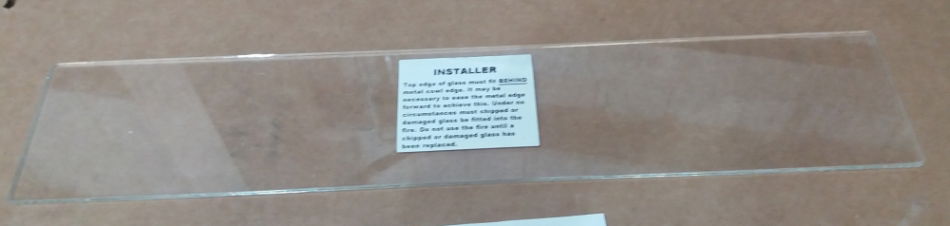 INSTALLER
Top edge of glass must fit BEHIND
metal cowl edge. It may be
necessary to ease the metal edge
forward to achieve this. Under no
circumstances must chipped or
damaged glass be fitted into the
fire. Do not use the fire until a
chipped or damaged glass has
been replaced.